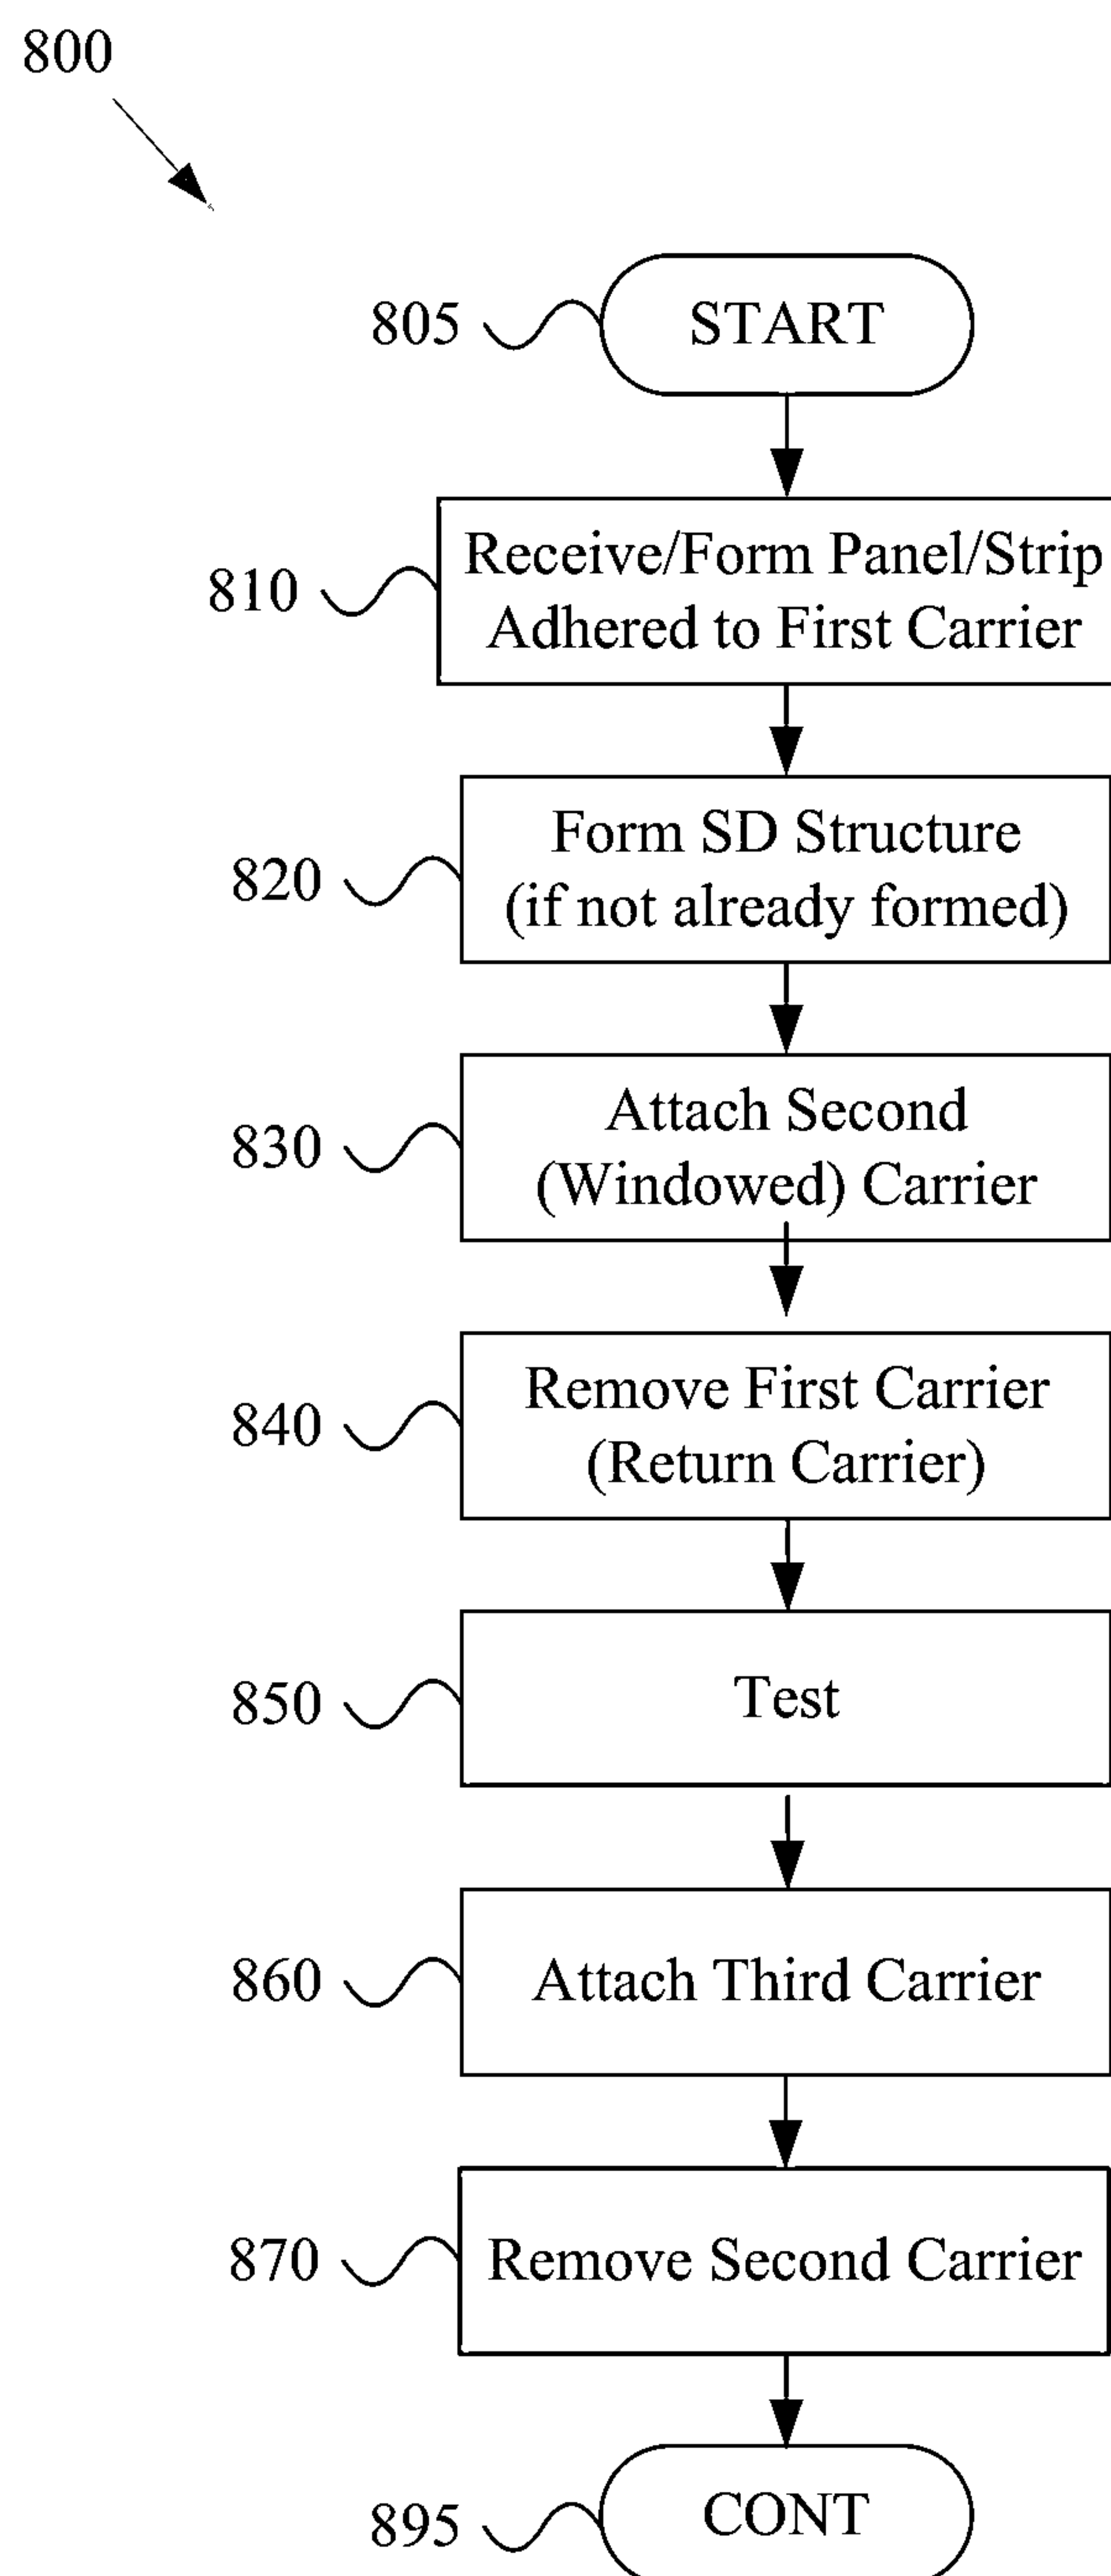 800
805
START
810
Receive/Form Panel/Strip
Adhered to First Carrier
820
Form SD Structure
(if not already formed)
830
Attach Second
(Windowed) Carrier
840
Remove First Carrier
(Return Carrier)
850
Test
860
Attach Third Carrier
870
Remove Second Carrier
895
CONT